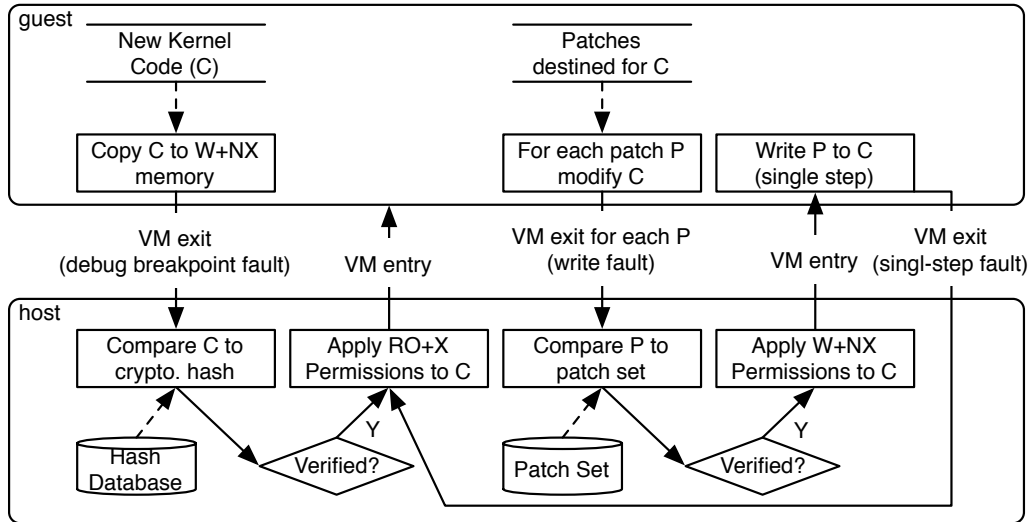 guest
New Kernel
Code (C)
Patches
destined for C
Copy C to W+NX
memory
For each patch P
modify C
Write P to C
(single step)
VM exit
(debug breakpoint fault)
VM entry
VM exit for each P
(write fault)
VM entry
VM exit
(singl-step fault)
host
Compare C to
crypto. hash
Apply RO+X
Permissions to C
Compare P to
patch set
Apply W+NX
Permissions to C
Hash
Database
Verified?
Y
Patch Set
Verified?
Y